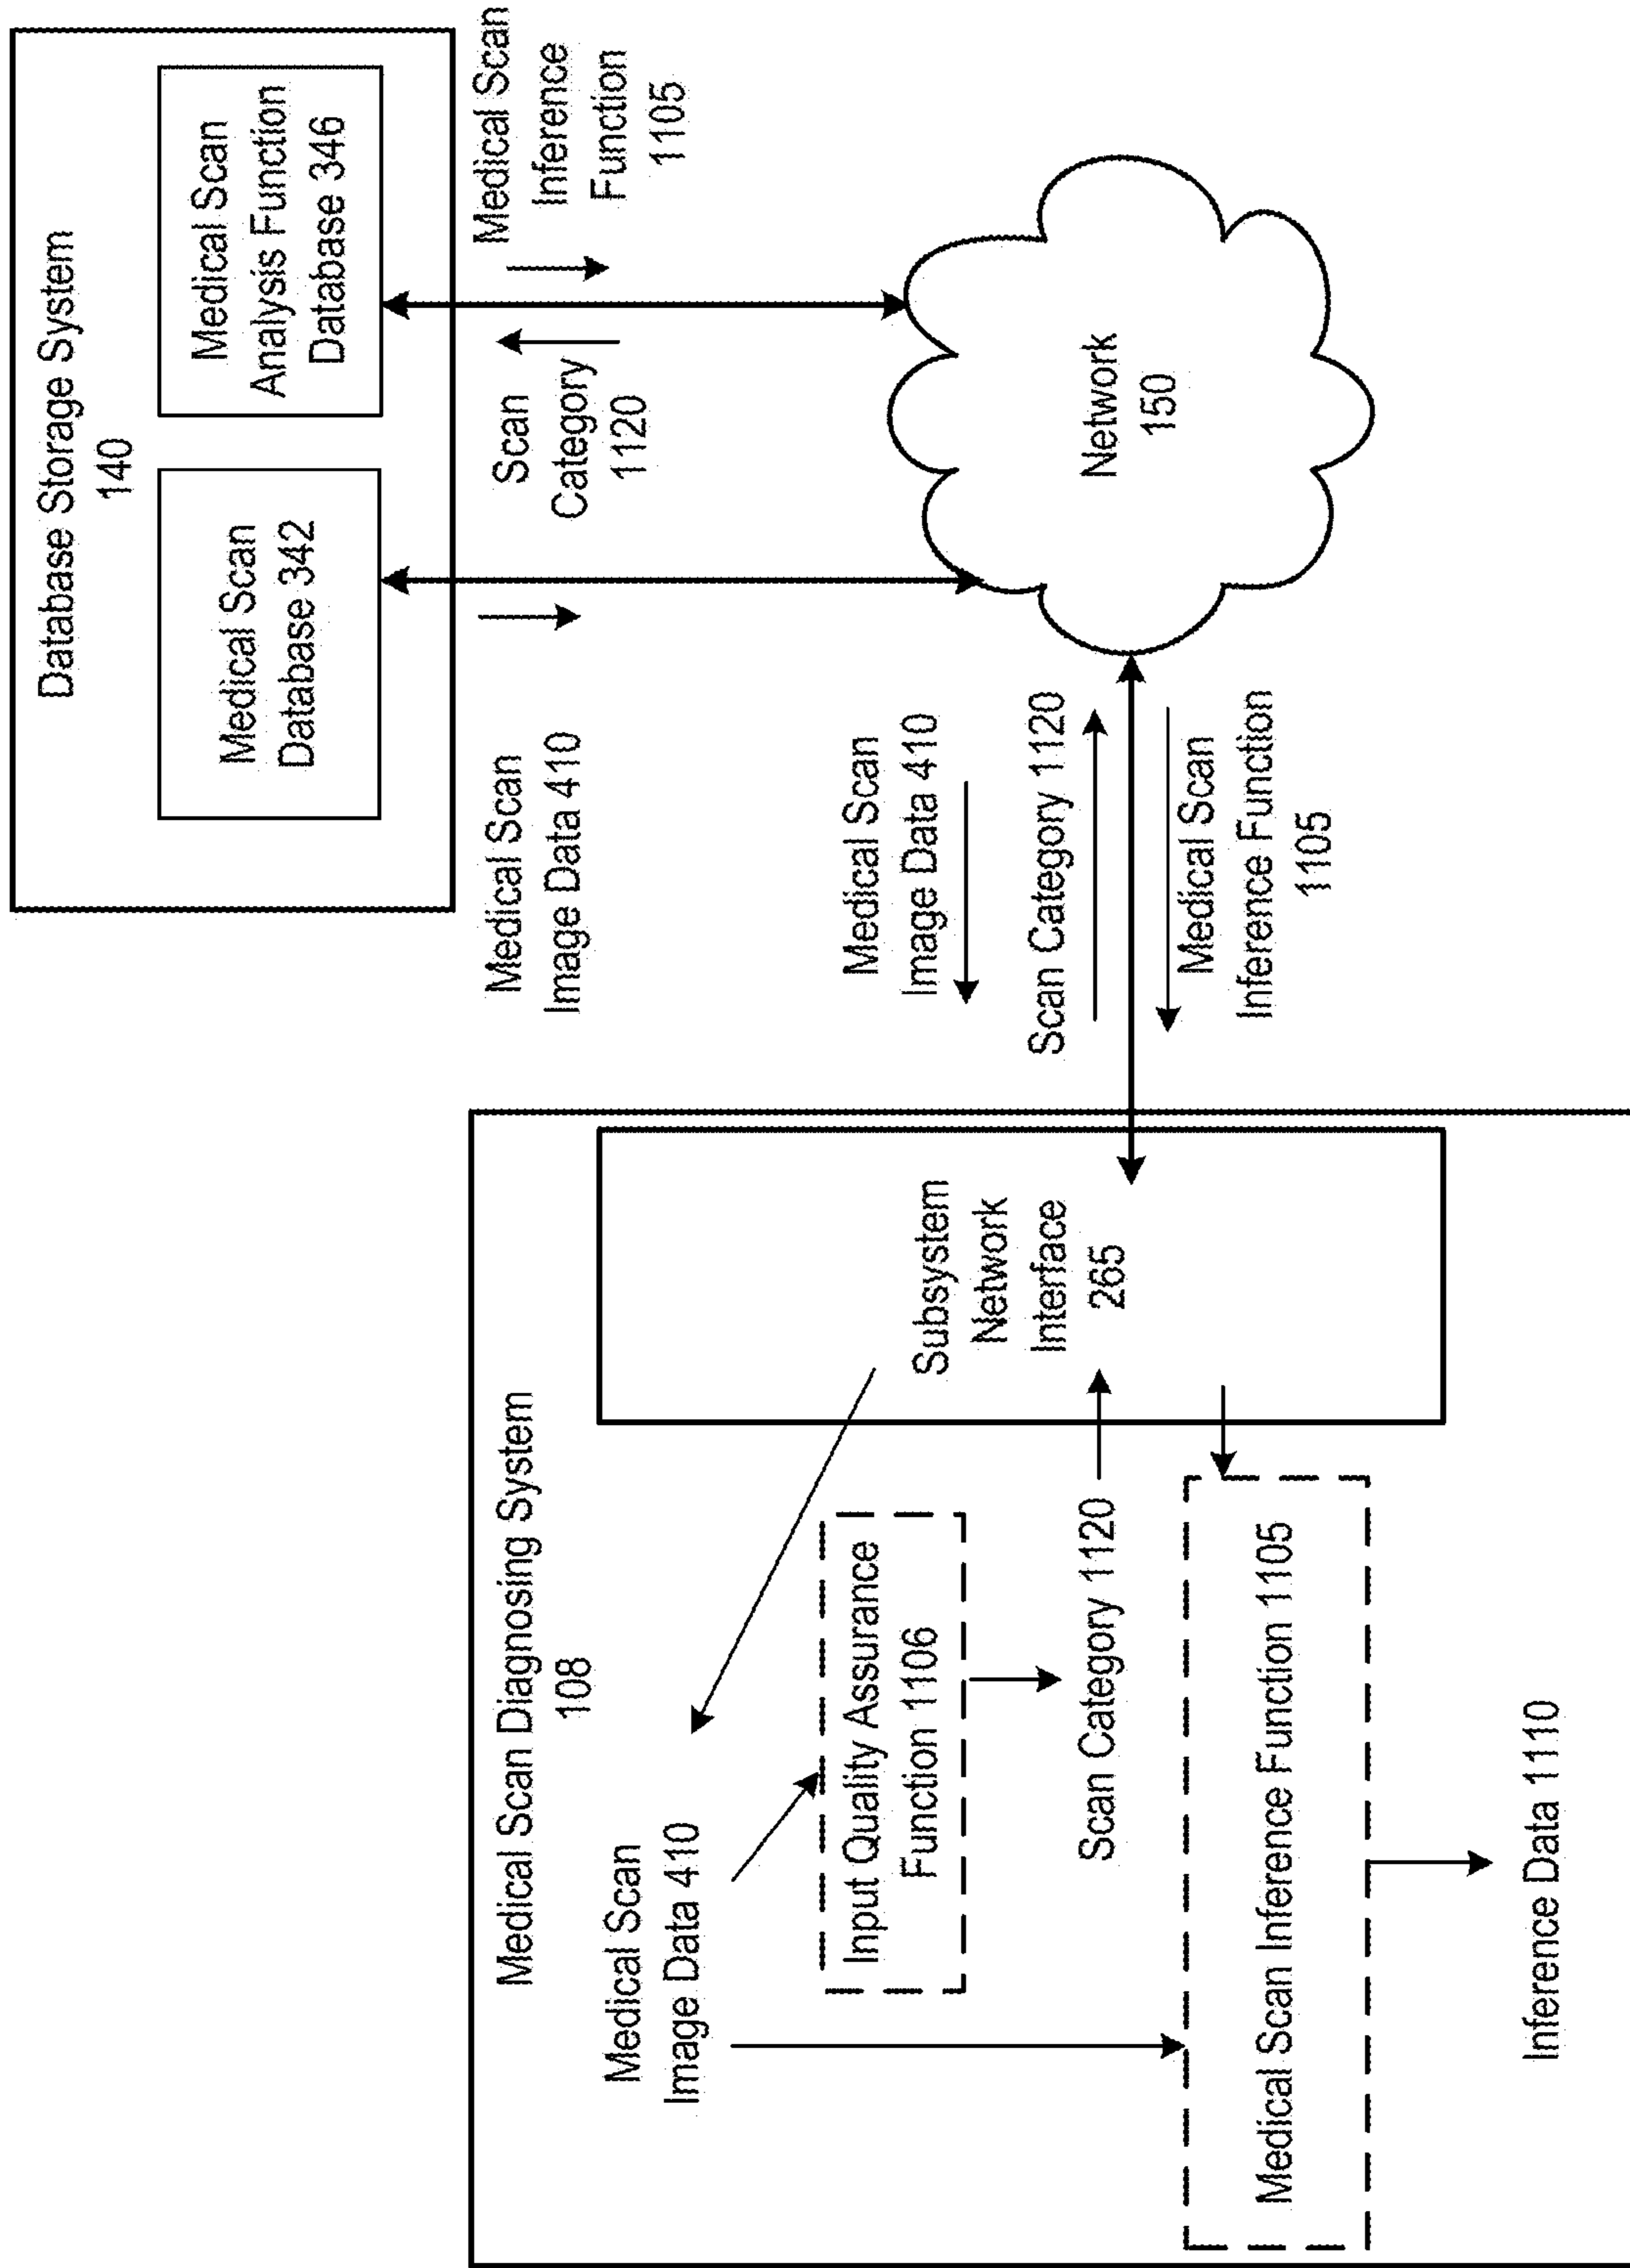 Database Storage System
140
Medical Scan
Database 342
Medical Scan
Analysis Function
Database 346
Medical Scan
Image Data 410
Scan
Category
1120
Medical Scan
Inference
Function
1105
Network
150
Medical Scan
Image Data 410
Scan Category 1120
Medical Scan
Inference Function
1105
Medical Scan Diagnosing System
108
Subsystem
Network
Interface
265
Medical Scan
Image Data 410
Input Quality Assurance
Function 1106
Scan Category 1120
Medical Scan Inference Function 1105
Inference Data 1110